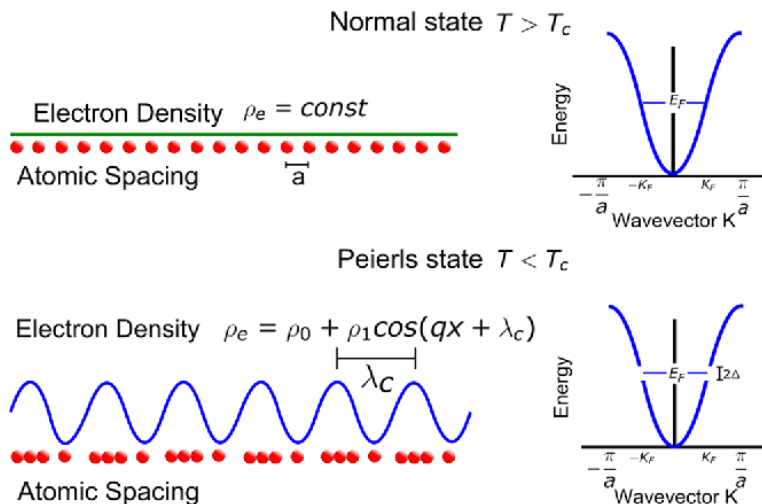 Normal state T > T_c
Electron Density ρ_e = const
Atomic Spacing
a
Energy
E_F
-π/a
-K_F
K_F
π/a
Wavevector K
Peierls state T < T_c
Electron Density ρ_e = ρ_0 + ρ_1cos(qx + λ_c)
λ_c
Atomic Spacing
Energy
E_F
2Δ
-π/a
-K_F
K_F
π/a
Wavevector K